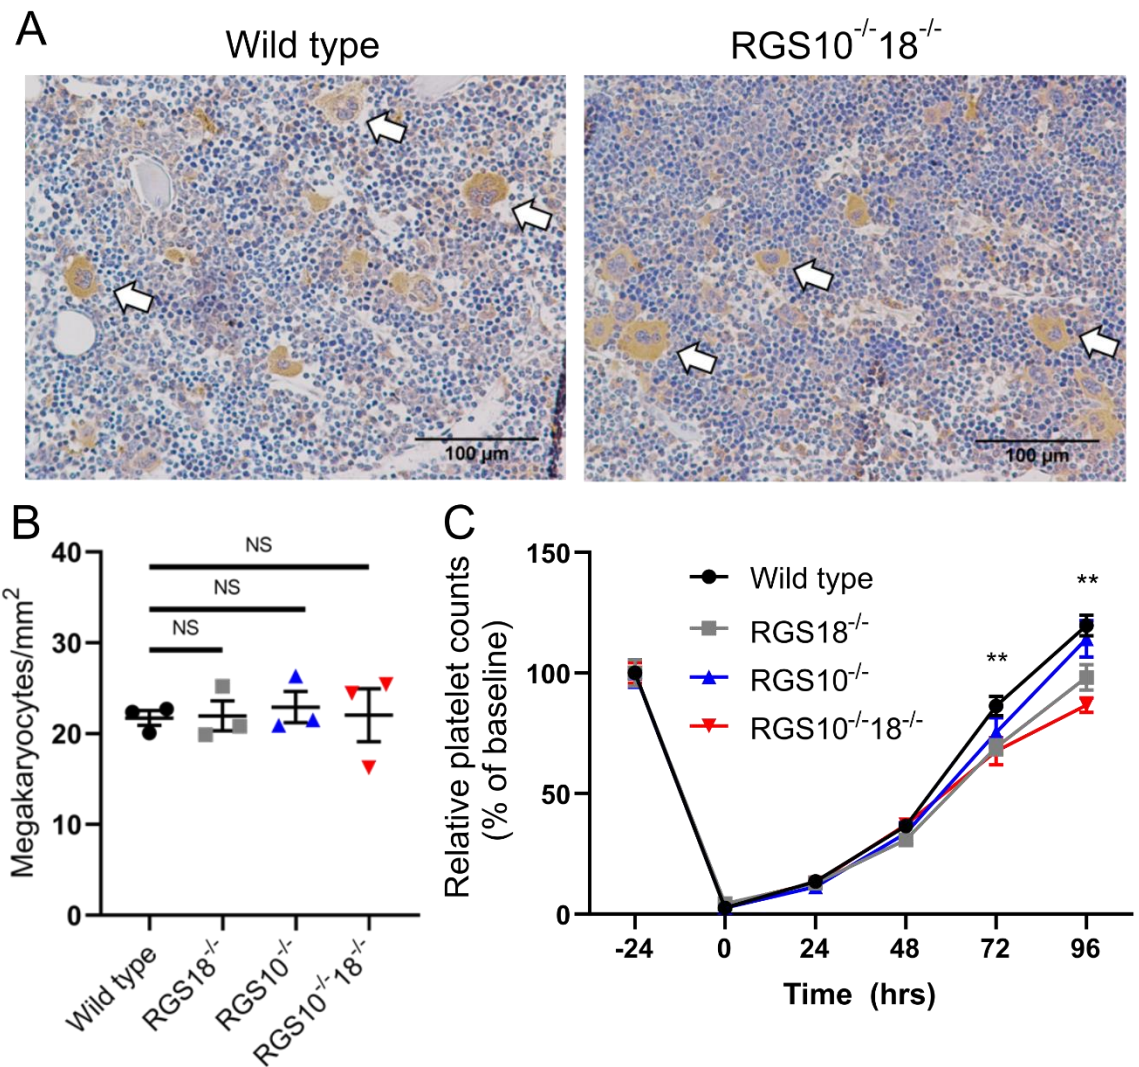 A
Wild type
RGS10-/-18-/-
100 µm
100 µm
B
Megakaryocytes/mm2
40
30
20
10
0
NS
NS
NS
Wild type
RGS18-/-
RGS10-/-
RGS10-/-18-/-
C
Relative platelet counts
(% of baseline)
150
100
50
0
Wild type
RGS18-/-
RGS10-/-
RGS10-/-18-/-
**
**
-24 0 24 48 72 96
Time (hrs)